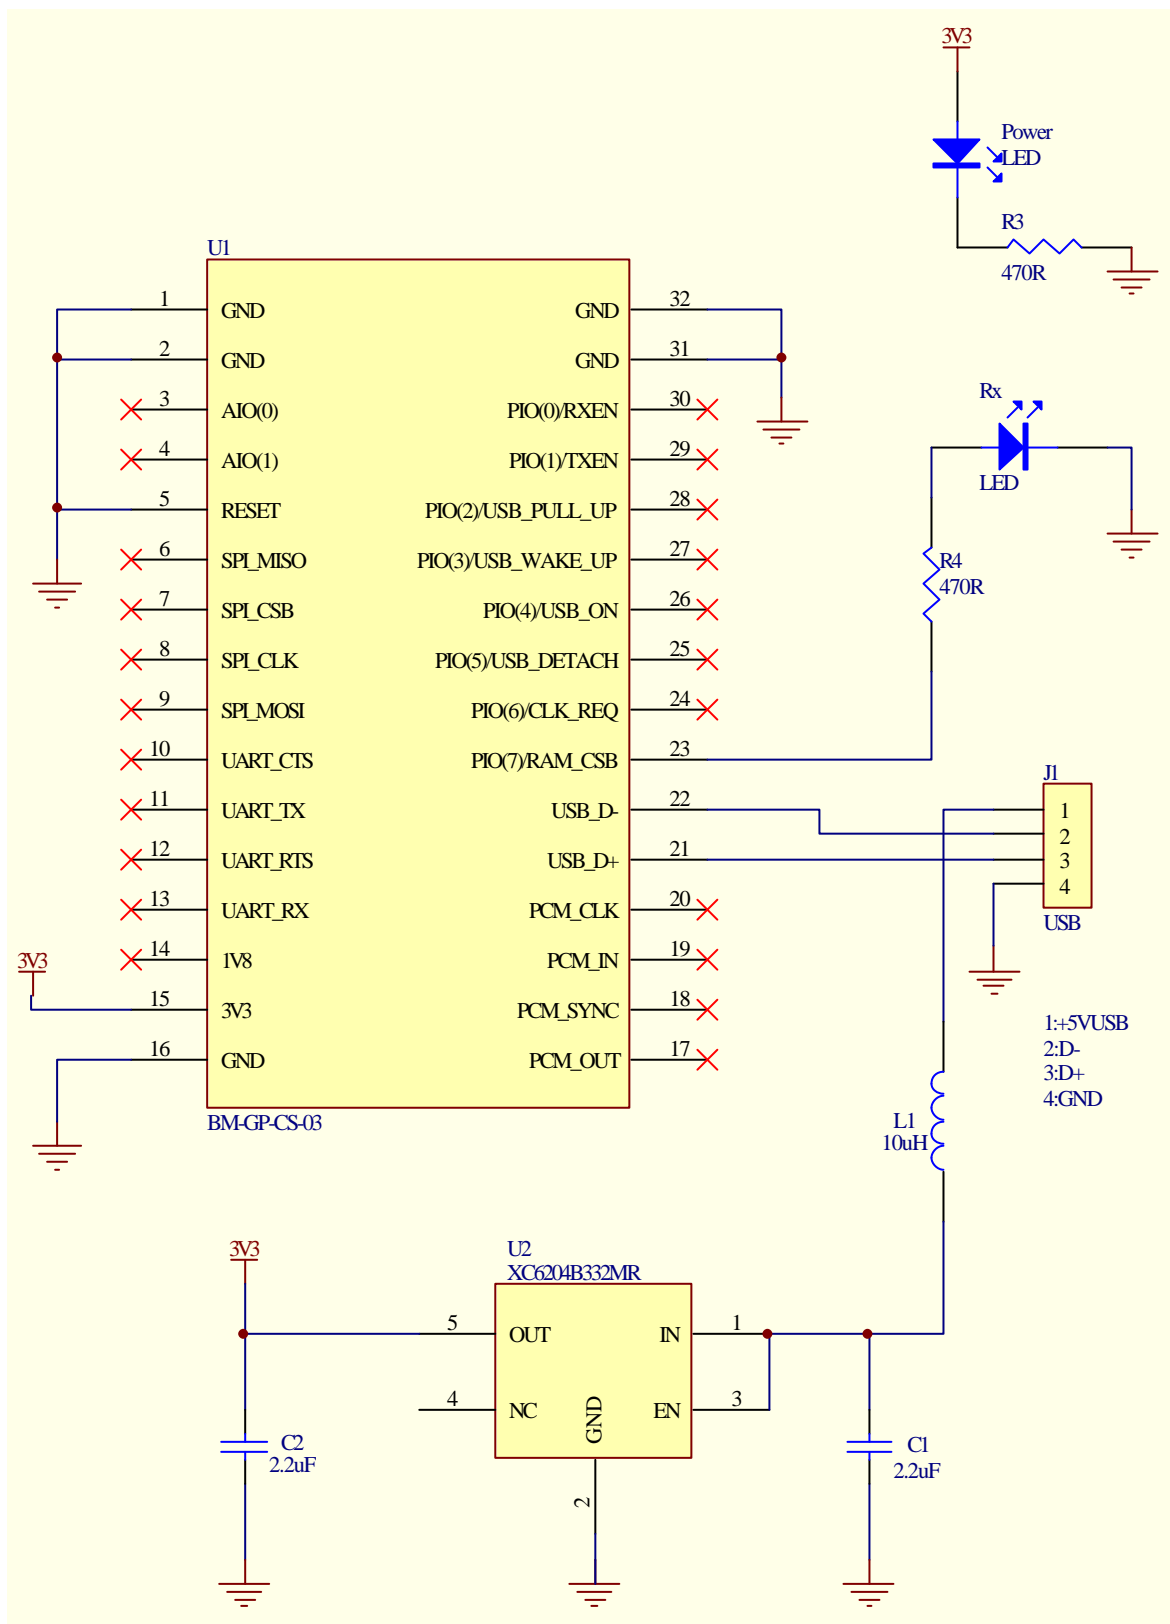 3V3
Power
LED
R3
470R
U1
1 GND GND 32
2 GND GND 31
3 AIO(0) PIO(0)/RXEN 30
4 AIO(1) PIO(1)/TXEN 29
5 RESET PIO(2)/USB_PULL_UP 28
6 SPI_MISO PIO(3)/USB_WAKE_UP 27
7 SPI_CSB PIO(4)/USB_ON 26
8 SPI_CLK PIO(5)/USB_DETACH 25
9 SPI_MOSI PIO(6)/CLK_REQ 24
10 UART_CTS PIO(7)/RAM_CSB 23
11 UART_TX USB_D- 22
12 UART_RTS USB_D+ 21
13 UART_RX PCM_CLK 20
14 1V8 PCM_IN 19
15 3V3 PCM_SYNC 18
16 GND PCM_OUT 17
BM-GP-CS-03
3V3
Rx
LED
R4
470R
J1
1
2
3
4
USB
1:+5VUSB
2:D-
3:D+
4:GND
L1
10uH
3V3
U2
XC6204B332MR
5 OUT IN 1
4 NC EN 3
GND
2
C2
2.2uF
C1
2.2uF